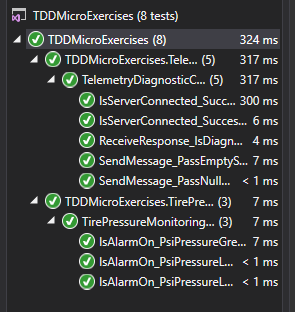 TDDMicroExercises (8 tests)
TDDMicroExercises (8) 324 ms
TDDMicroExercises.Tele... (5) 317 ms
TelemetryDiagnosticC... (5) 317 ms
IsServerConnected_Succ... 300 ms
IsServerConnected_Succes... 6 ms
ReceiveResponse_IsDiagn... 4 ms
SendMessage_PassEmptyS... 7 ms
SendMessage_PassNull... < 1 ms
TDDMicroExercises.TirePre... (3) 7 ms
TirePressureMonitoring... (3) 7 ms
IsAlarmOn_PsiPressureGre... 7 ms
IsAlarmOn_PsiPressureL... < 1 ms
IsAlarmOn_PsiPressureL... < 1 ms